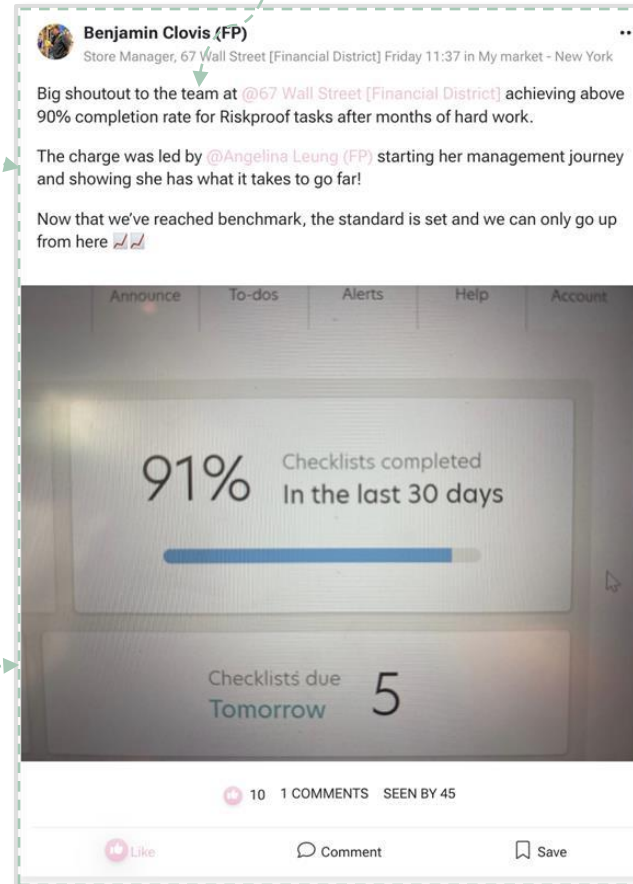 Benjamin Clovis (FP)
Store Manager, 67 Wall Street [Financial District] Friday 11:37 in My market - New York
Big shoutout to the team at @67 Wall Street [Financial District] achieving above
90% completion rate for Riskproof tasks after months of hard work.
The charge was led by @Angelina Leung (FP) starting her management journey
and showing she has what it takes to go far!
Now that we’ve reached benchmark, the standard is set and we can only go up
from here 📈📈
Announce To-dos Alerts Help Account
91% Checklists completed
In the last 30 days
Checklists due 5
Tomorrow
10 1 COMMENTS SEEN BY 45
Like Comment Save